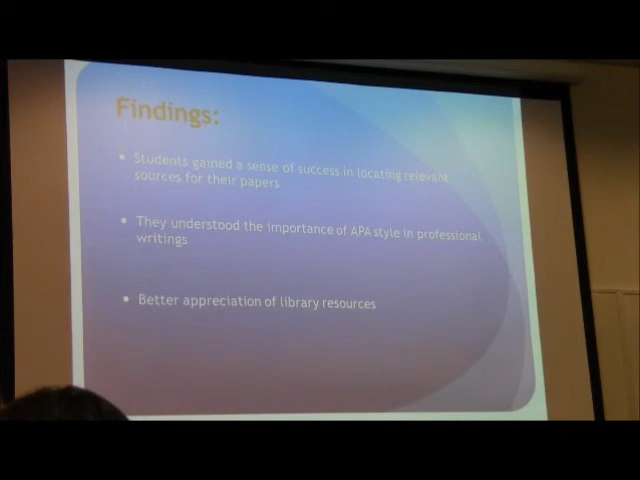 Findings:
• Students gained a sense of success in locating relevant
sources for their papers
• They understood the importance of APA style in professional
writings
• Better appreciation of library resources